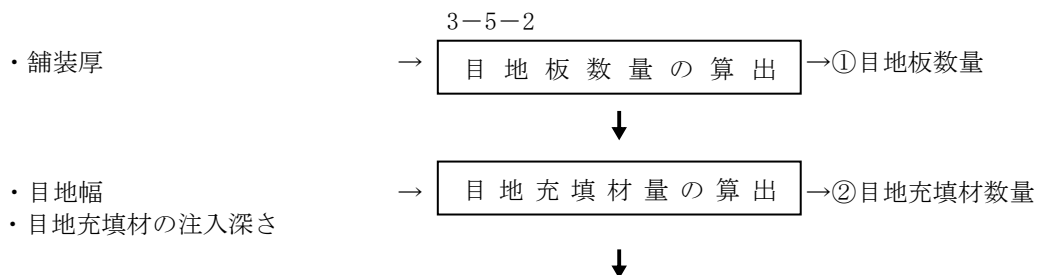 3－5－2
・舗装厚 → 目地板数量の算出 →①目地板数量
・目地幅 → 目地充填材量の算出 →②目地充填材数量
・目地充填材の注入深さ